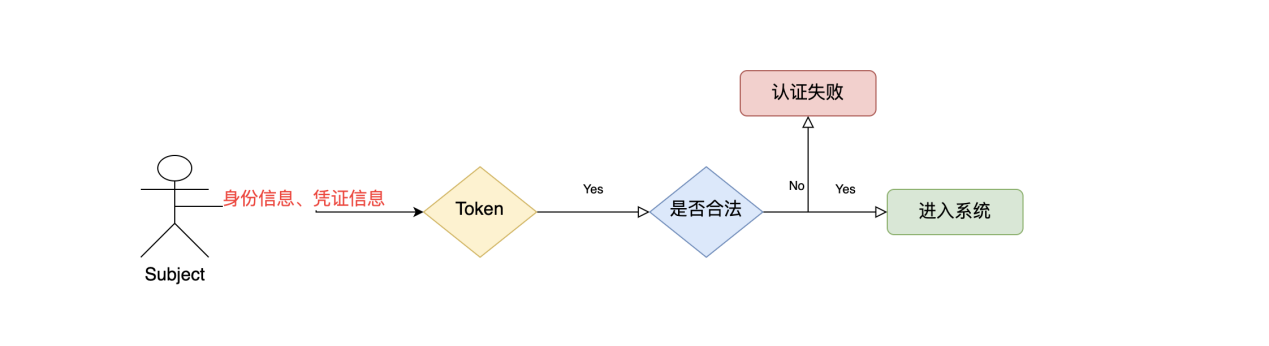 认证失败
身份信息、凭证信息
Subject
Token
Yes
是否合法
No
Yes
进入系统